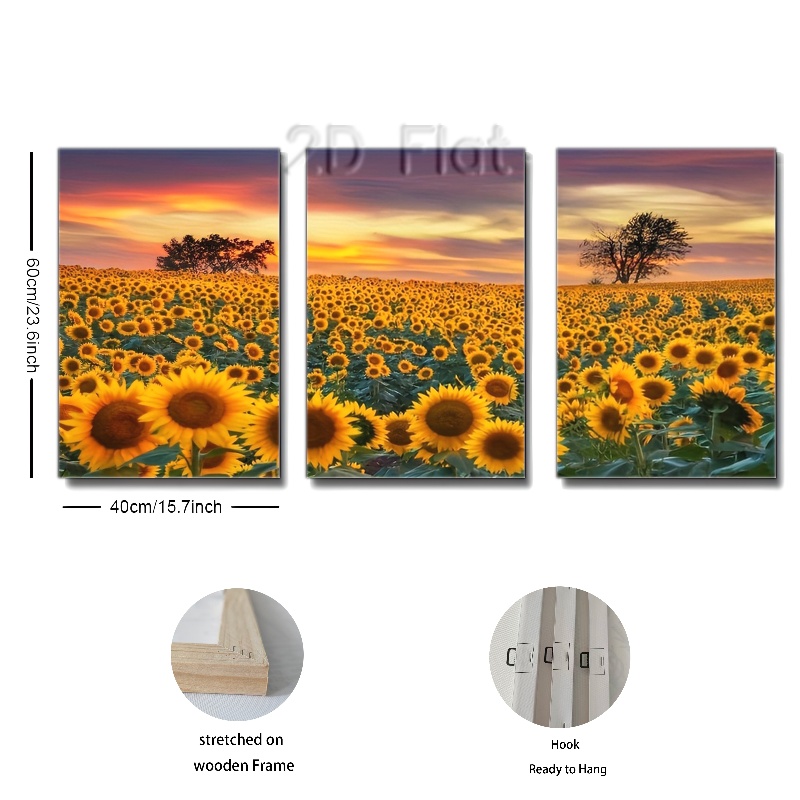 2D Flat
60cm/23.6inch
40cm/15.7inch
stretched on
wooden Frame
Hook
Ready to Hang